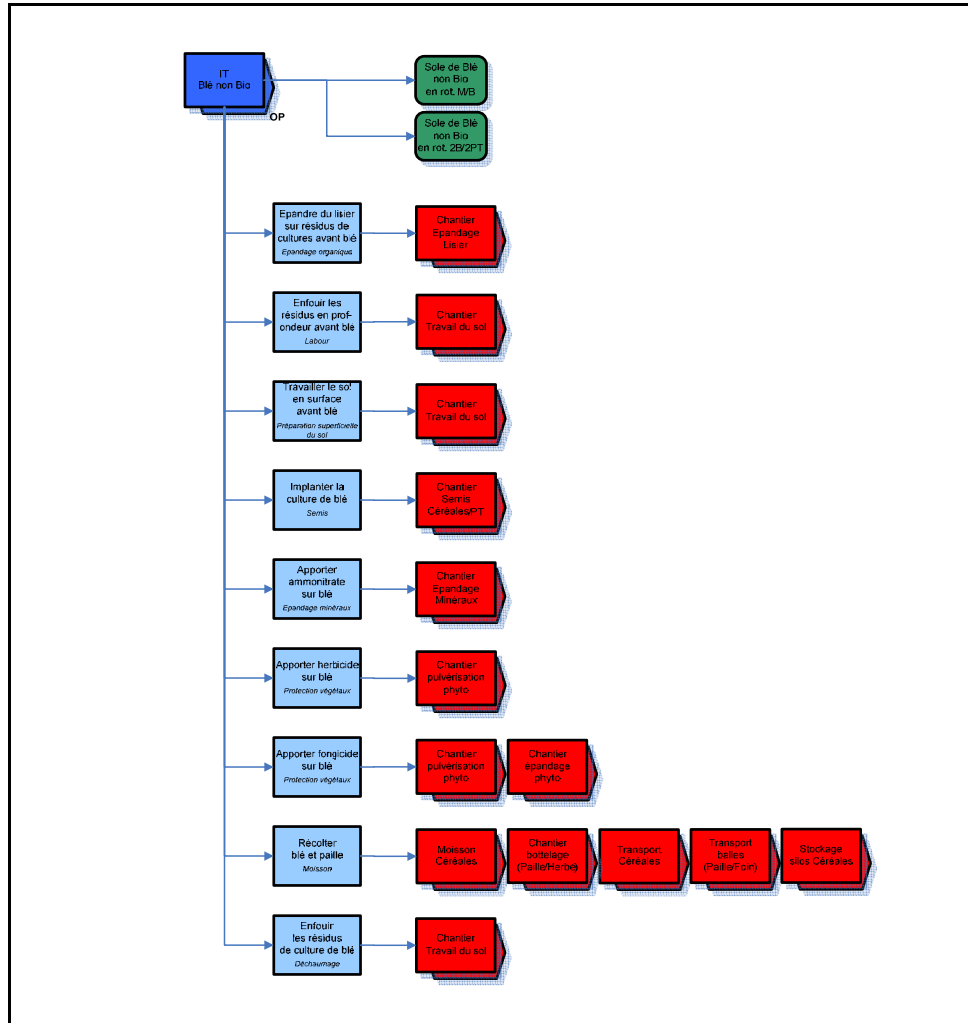 IT
Blé non Bio
OP
Sole de Blé
non Bio
en rot. M/B
Sole de Blé
non Bio
en rot. 2B/2PT
Epandre du lisier
sur résidus de
cultures avant blé
Epandage organique
Chantier
Epandage
Lisier
Enfouir les
résidus en prof-
ondeur avant blé
Labour
Chantier
Travail du sol
Travailler le sol
en surface
avant blé
Préparation superficielle
du sol
Chantier
Travail du sol
Implanter la
culture de blé
Semis
Chantier
Semis
Céréales/PT
Apporter
ammonitrate
sur blé
Epandage minéraux
Chantier
Epandage
Minéraux
Apporter herbicide
sur blé
Protection végétaux
Chantier
pulvérisation
phyto
Apporter fongicide
sur blé
Protection végétaux
Chantier
pulvérisation
phyto
Chantier
épandage
phyto
Récolter
blé et paille
Moisson
Moisson
Céréales
Chantier
bottelage
(Paille/Herbe)
Transport
Céréales
Transport
balles
(Paille/Foin)
Stockage
silos Céréales
Enfouir
les résidus
de culture de blé
Déchaumage
Chantier
Travail du sol